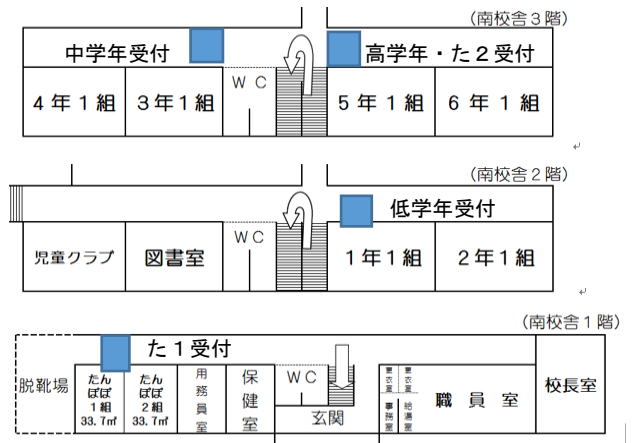 （南校舎３階）
中学年受付
高学年・た２受付
ＷＣ
４年１組
３年１組
５年１組
６年１組
（南校舎２階）
低学年受付
ＷＣ
児童クラブ
図書室
１年１組
２年１組
（南校舎１階）
た１受付
脱靴場
たん
ぽぽ
１組
33.7㎡
たん
ぽぽ
２組
33.7㎡
用務員室
保健室
ＷＣ
玄関
更衣室
更衣室
事務室
給湯室
職員室
校長室